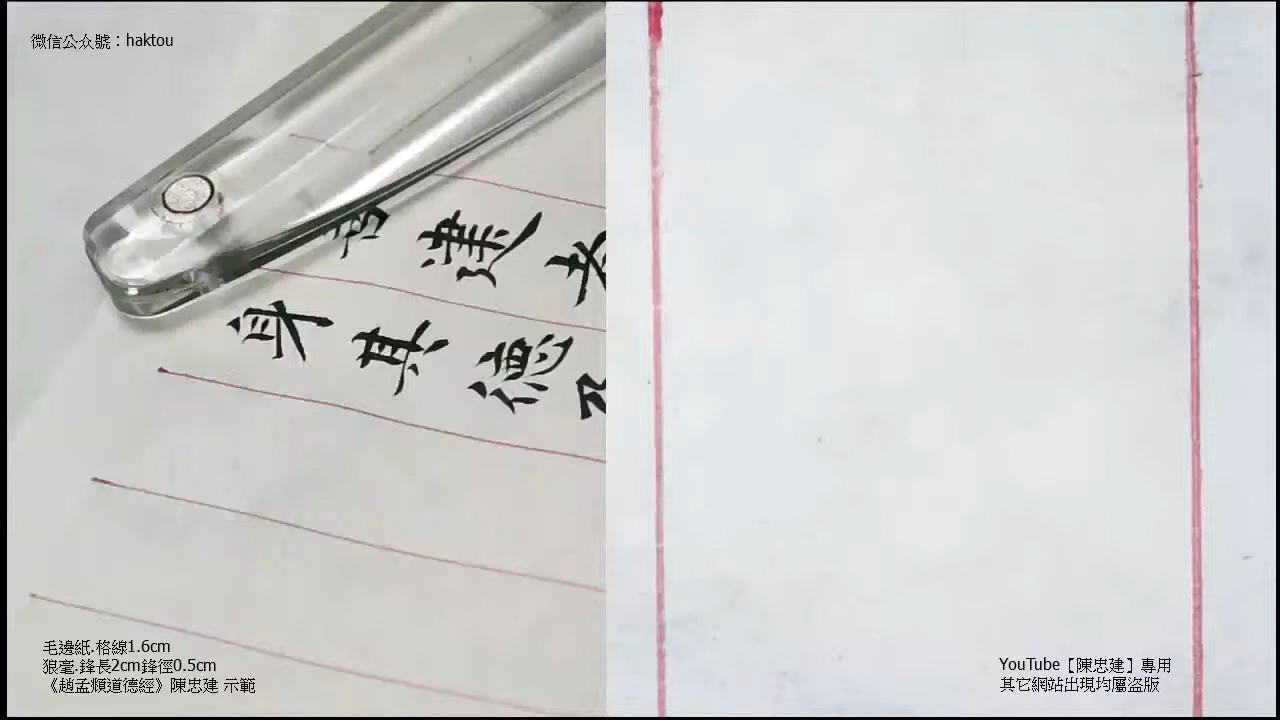 微信公众號：haktou
建
身其德
毛邊紙.格線1.6cm
狼毫.鋒長2cm鋒徑0.5cm
《趙孟頫道德經》陳忠建 示範
YouTube［陳忠建］專用
其它網站出現均屬盜版